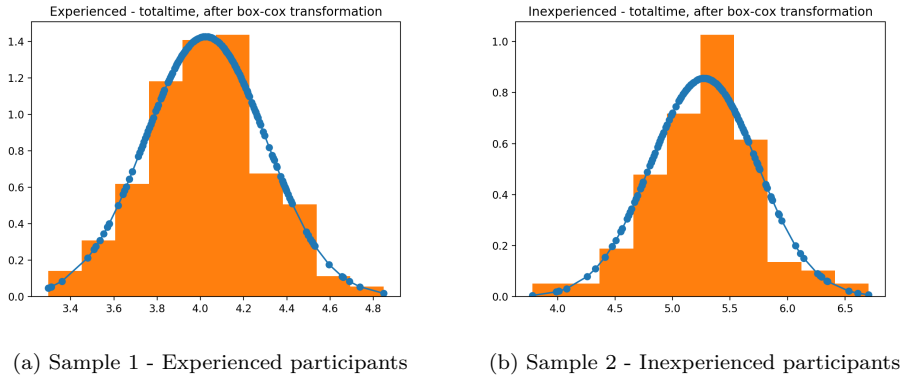 Experienced - totaltime, after box-cox transformation
1.4
1.2
1.0
0.8
0.6
0.4
0.2
0.0
3.4 3.6 3.8 4.0 4.2 4.4 4.6 4.8
Inexperienced - totaltime, after box-cox transformation
1.0
0.8
0.6
0.4
0.2
0.0
4.0 4.5 5.0 5.5 6.0 6.5
(a) Sample 1 - Experienced participants
(b) Sample 2 - Inexperienced participants